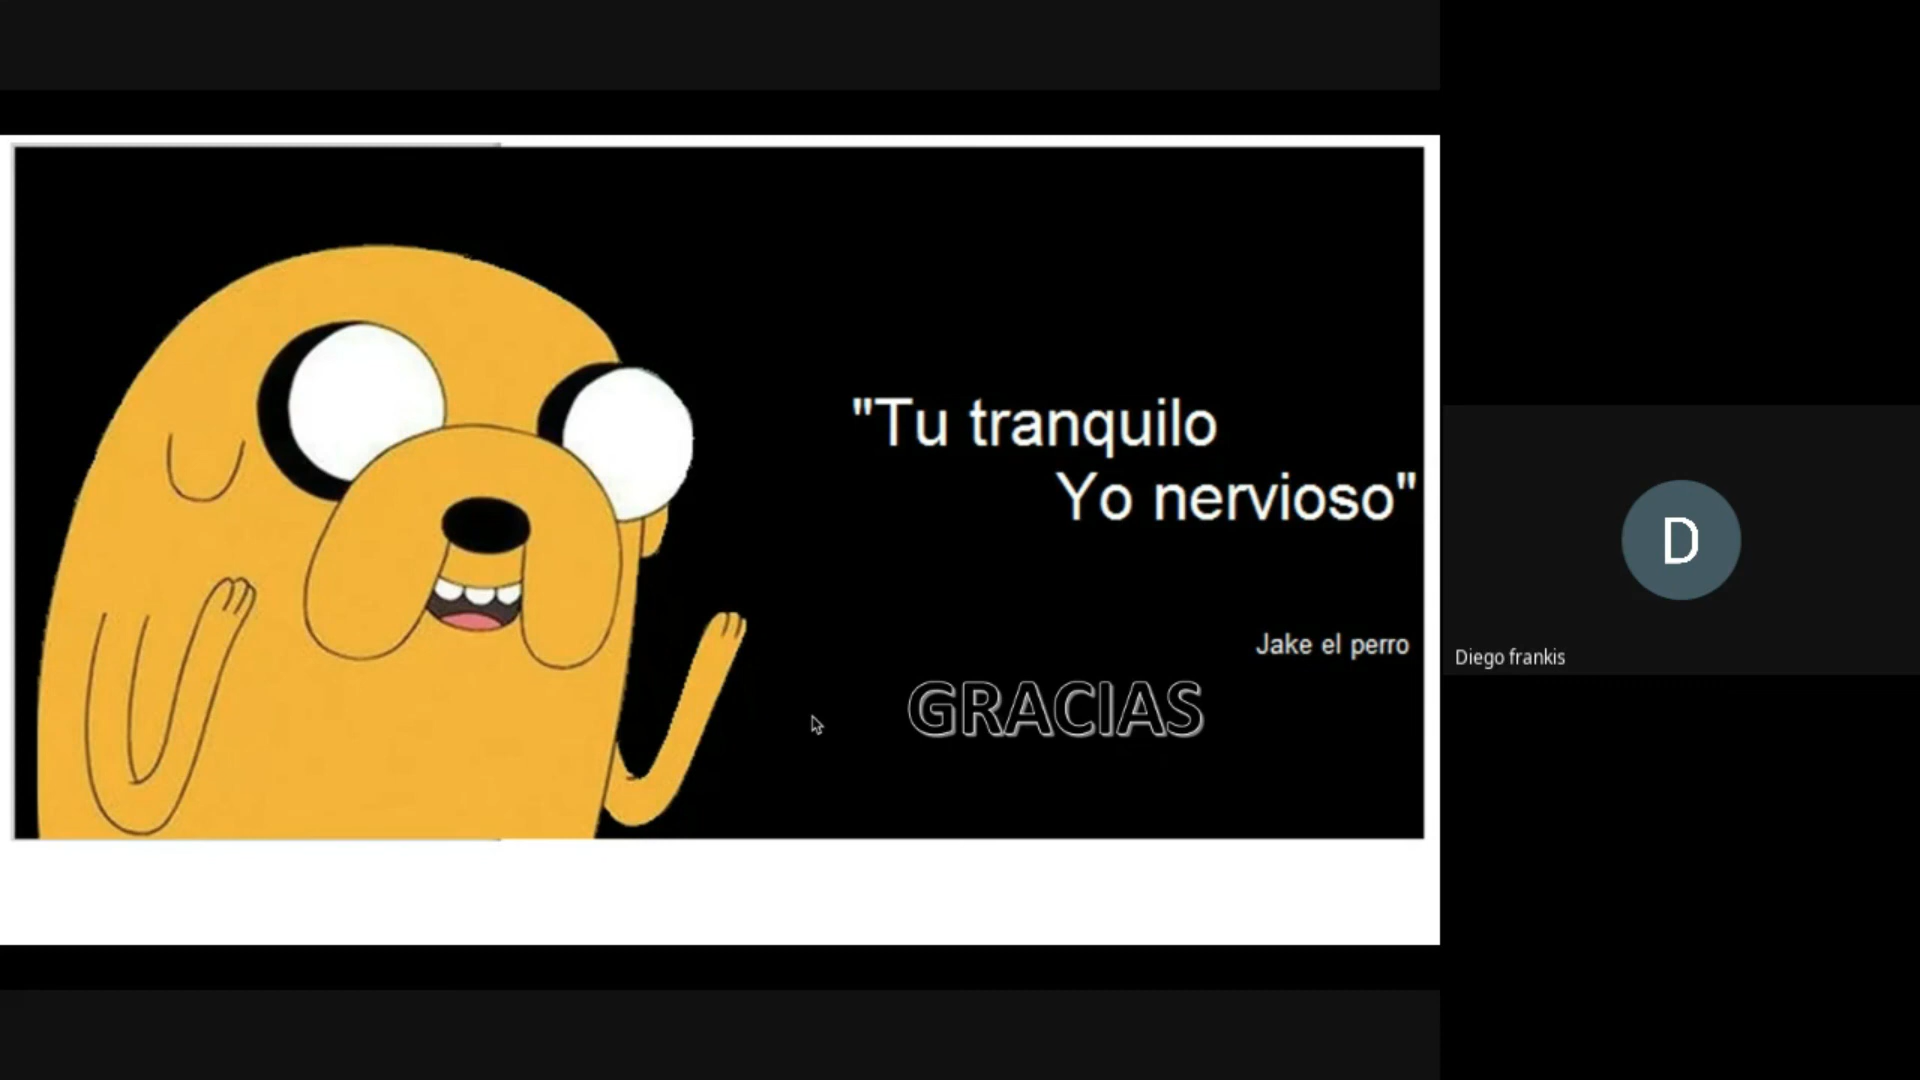 "Tu tranquilo
Yo nervioso"
Jake el perro
GRACIAS
D
Diego frankis